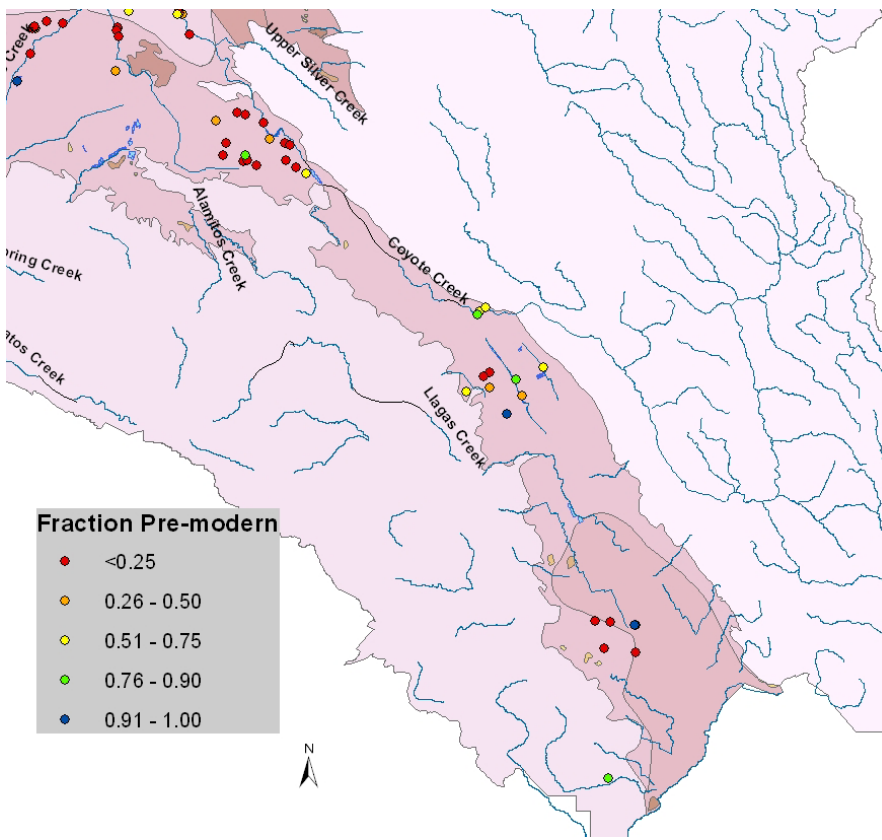 Creek
Upper Silver Creek
Alamitos Creek
Coyote Creek
oring Creek
atos Creek
Llagas Creek
Fraction Pre-modern
<0.25
0.26 - 0.50
0.51 - 0.75
0.76 - 0.90
0.91 - 1.00
N